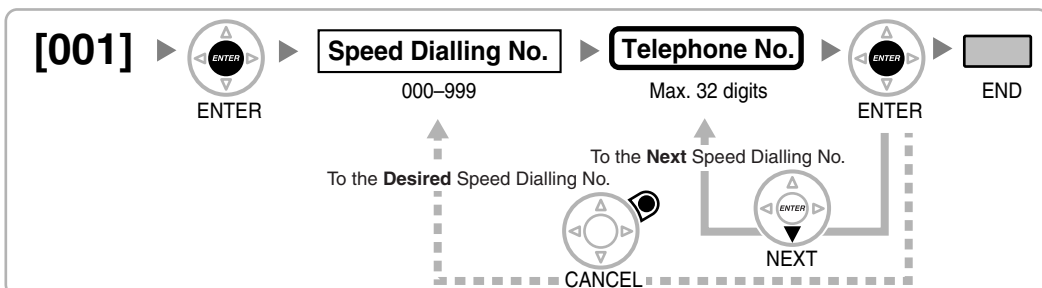 [001] ENTER Speed Dialling No. Telephone No. ENTER
000–999 Max. 32 digits END
ENTER ENTER
To the Next Speed Dialling No.
To the Desired Speed Dialling No.
ENTER
NEXT
CANCEL